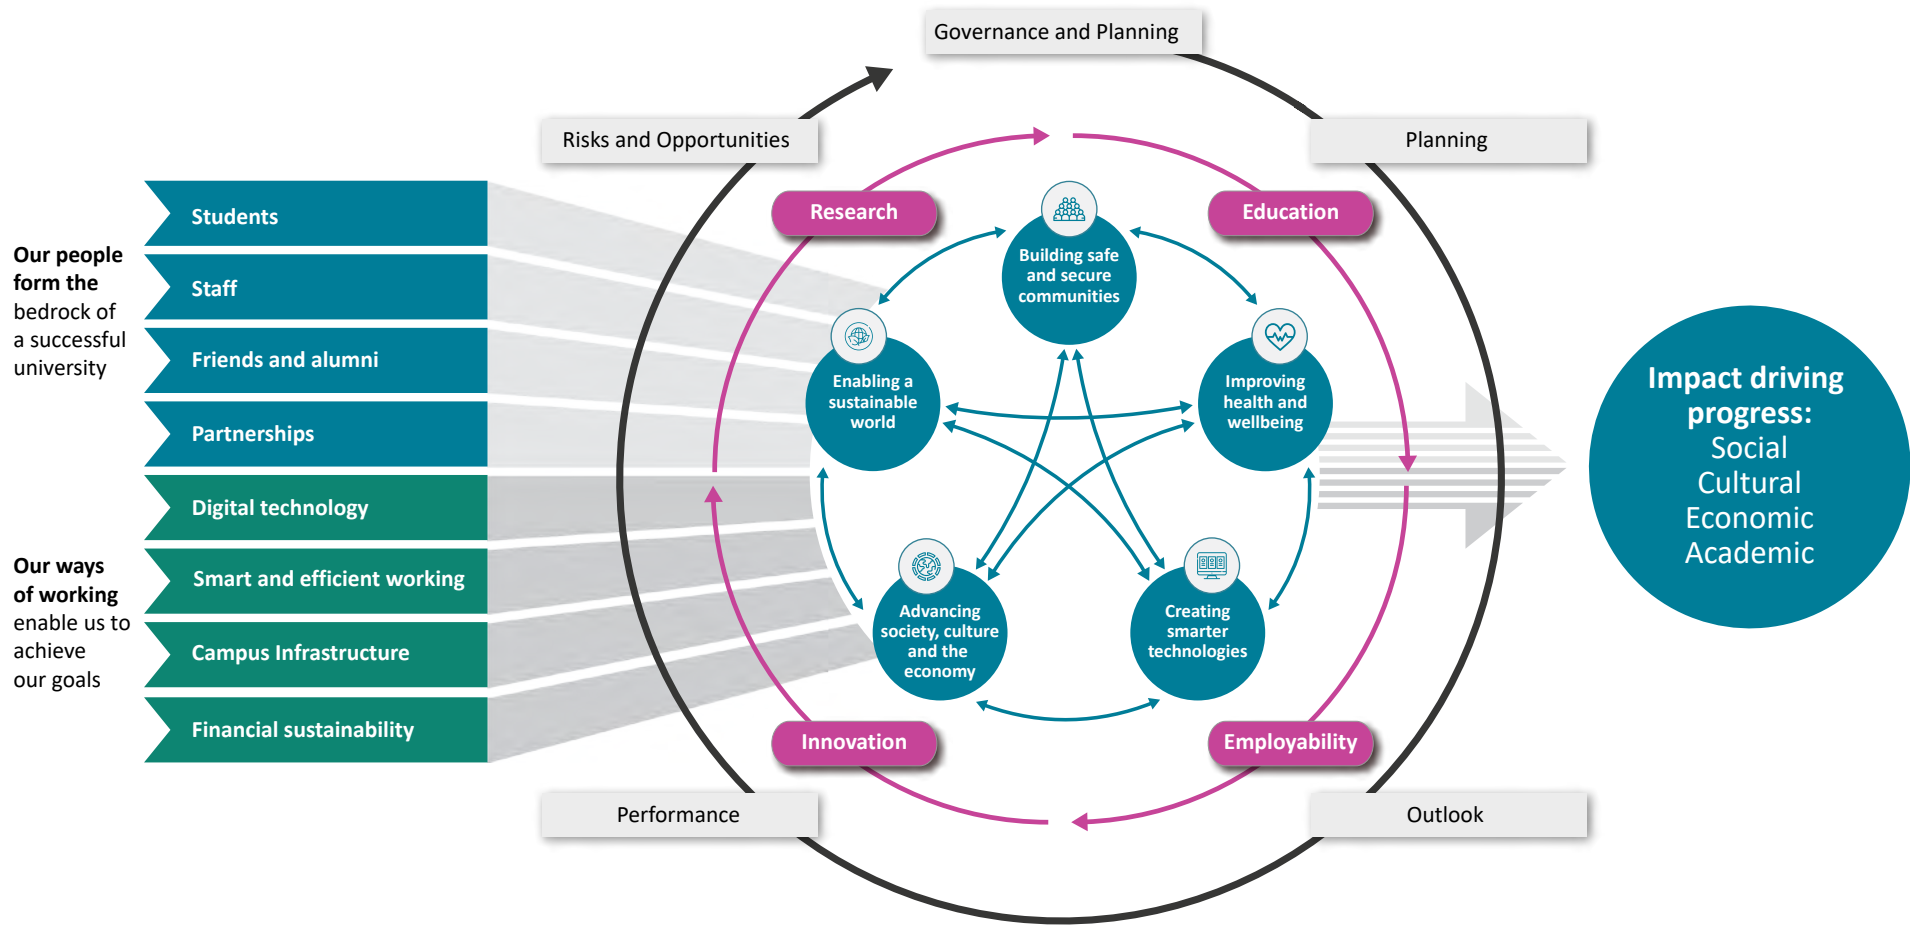 Governance and Planning
Risks and Opportunities
Planning
Our people
form the
bedrock of
a successful
university
Students
Staff
Friends and alumni
Partnerships
Our ways
of working
enable us to
achieve
our goals
Digital technology
Smart and efficient working
Campus Infrastructure
Financial sustainability
Research
Education
Building safe
and secure
communities
Enabling a
sustainable
world
Improving
health and
wellbeing
Advancing
society, culture
and the
economy
Creating
smarter
technologies
Innovation
Employability
Performance
Outlook
Impact driving
progress:
Social
Cultural
Economic
Academic